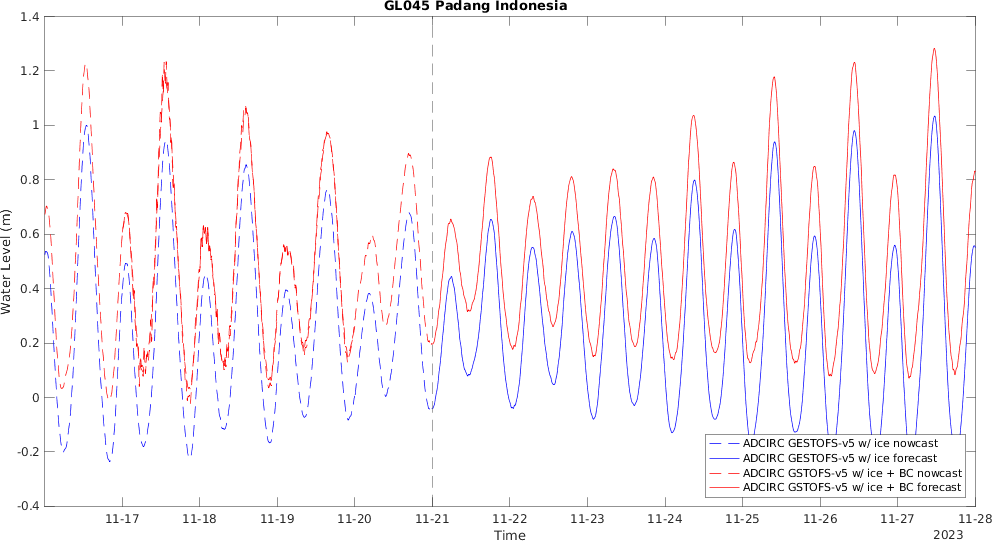 GL045 Padang Indonesia
1.4
1.2
1
0.8
0.6
0.4
0.2
0
-0.2
-0.4
Water Level (m)
ADCIRC GESTOFS-v5 w/ ice nowcast
ADCIRC GESTOFS-v5 w/ ice forecast
ADCIRC GSTOFS-v5 w/ ice + BC nowcast
ADCIRC GSTOFS-v5 w/ ice + BC forecast
11-17 11-18 11-19 11-20 11-21 11-22 11-23 11-24 11-25 11-26 11-27 11-28
Time
2023